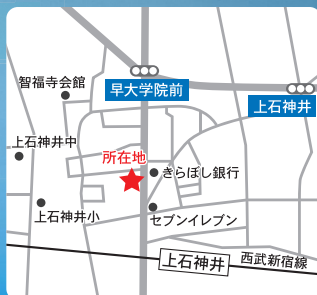 智福寺会館
早大学院前
上石神井
上石神井中
所在地
きらぼし銀行
上石神井小
セブンイレブン
上石神井
西武新宿線